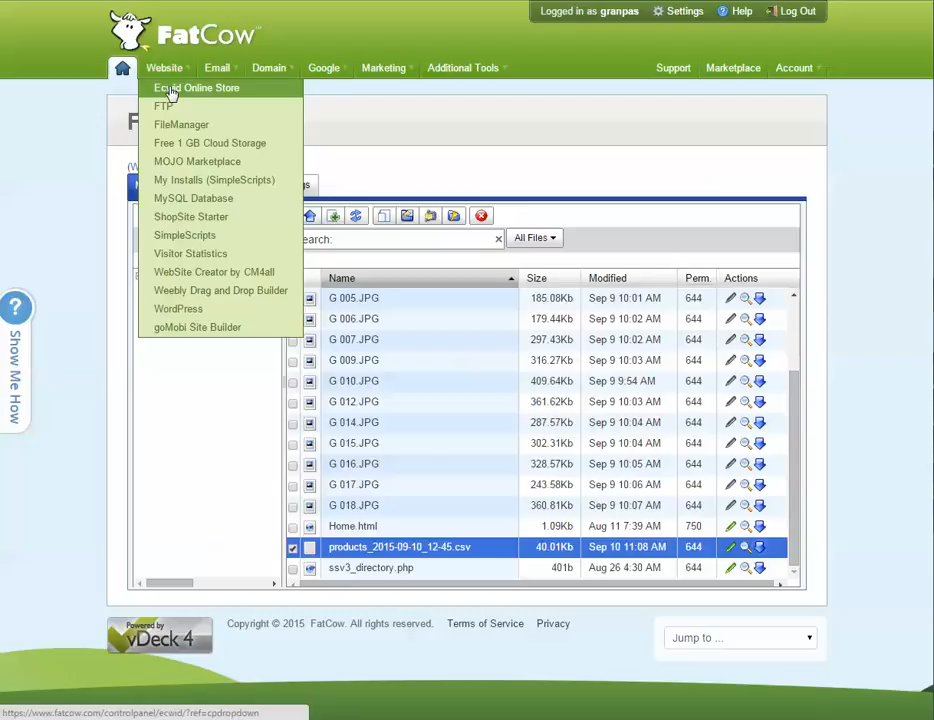 Logged in as granpas Settings Help Log Out
FatCow
Website Email Domain Google Marketing Additional Tools Support Marketplace Account
Ecwid Online Store
FTP
FileManager
Free 1 GB Cloud Storage
MOJO Marketplace
My Installs (SimpleScripts)
MySQL Database
ShopSite Starter
SimpleScripts
Visitor Statistics
WebSite Creator by CM4all
Weebly Drag and Drop Builder
WordPress
goMobi Site Builder
F
(W
gs
earch: All Files
Name Size Modified Perm. Actions
G 005.JPG 185.08Kb Sep 9 10:01 AM 644
G 006.JPG 179.44Kb Sep 9 10:02 AM 644
G 007.JPG 297.43Kb Sep 9 10:02 AM 644
G 009.JPG 316.27Kb Sep 9 10:03 AM 644
G 010.JPG 409.64Kb Sep 9 9:54 AM 644
G 012.JPG 361.62Kb Sep 9 10:03 AM 644
G 014.JPG 287.57Kb Sep 9 10:04 AM 644
G 015.JPG 302.31Kb Sep 9 10:04 AM 644
G 016.JPG 328.57Kb Sep 9 10:05 AM 644
G 017.JPG 243.58Kb Sep 9 10:06 AM 644
G 018.JPG 360.81Kb Sep 9 10:07 AM 644
Home.html 1.09Kb Aug 11 7:39 AM 750
products_2015-09-10_12-45.csv 40.01Kb Sep 10 11:08 AM 644
ssv3_directory.php 401b Aug 26 4:30 AM 644
? Show Me How
Powered by
vDeck 4
Copyright © 2015 FatCow. All rights reserved. Terms of Service Privacy
Jump to ...
https://www.fatcow.com/controlpanel/ecwid/?ref=cpdropdown